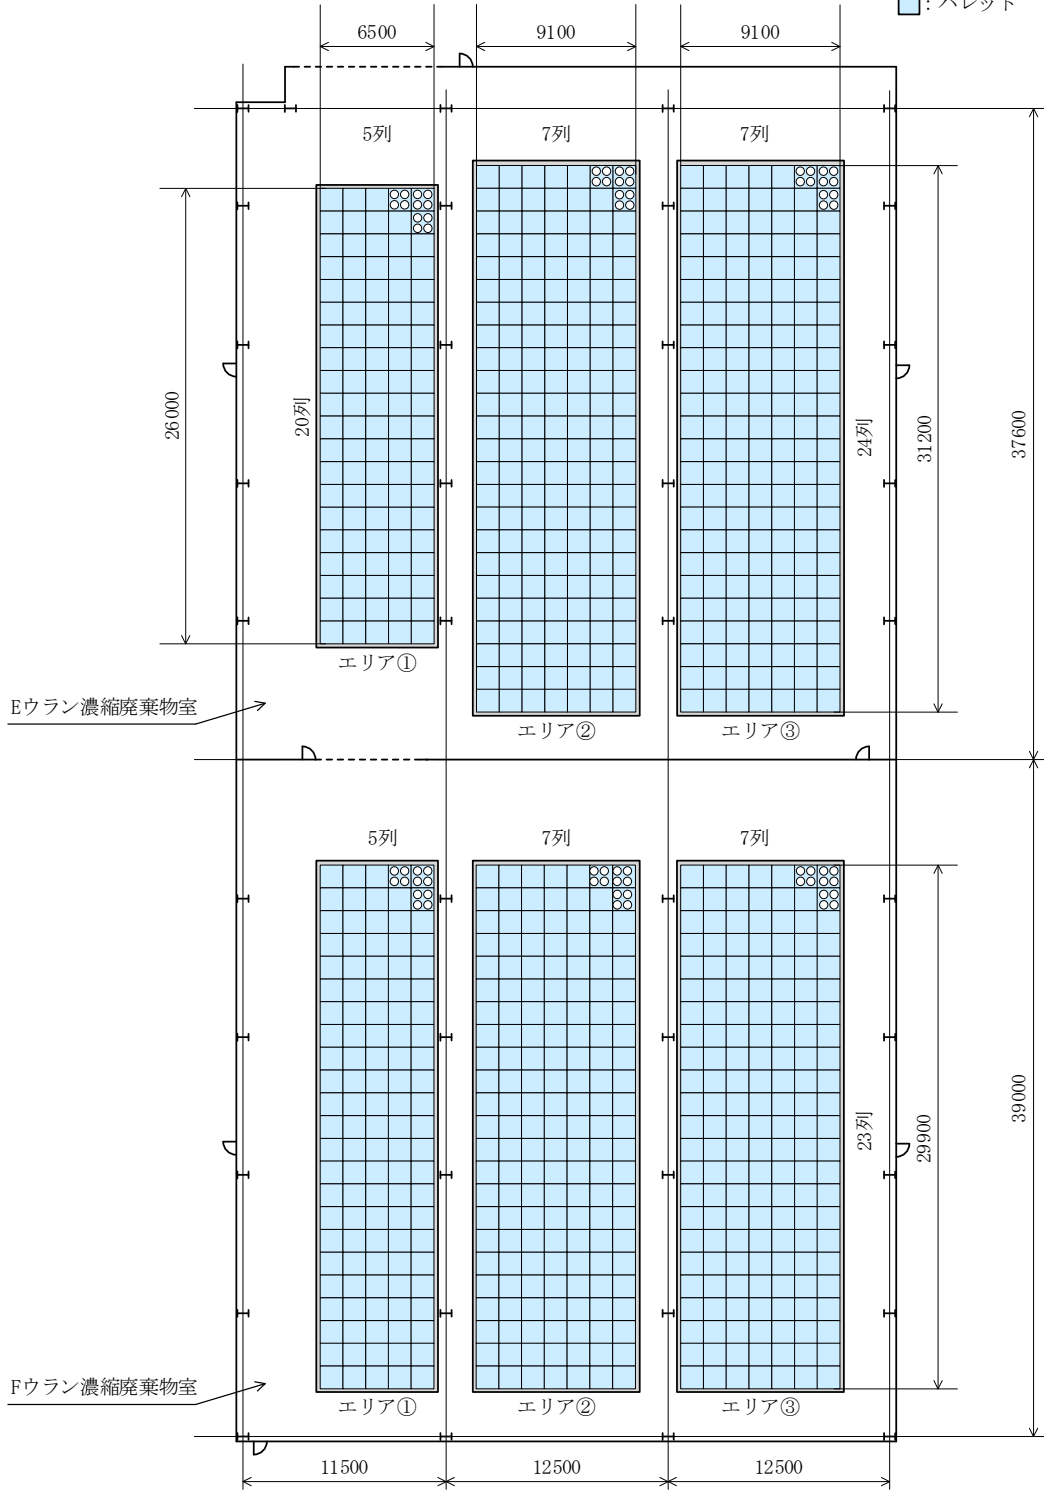 ：パレット
6500
9100
9100
5列
7列
7列
26000
20列
24列
31200
37600
エリア①
エリア②
エリア③
Eウラン濃縮廃棄物室
5列
7列
7列
23列
29900
39000
Fウラン濃縮廃棄物室
エリア①
エリア②
エリア③
11500
12500
12500